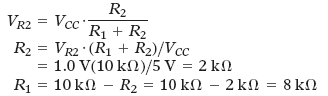 V_R2 = V_CC · R_2 / (R_1 + R_2)
R_2 = V_R2 · (R_1 + R_2)/V_CC
= 1.0 V(10 kΩ)/5 V = 2 kΩ
R_1 = 10 kΩ − R_2 = 10 kΩ − 2 kΩ = 8 kΩ